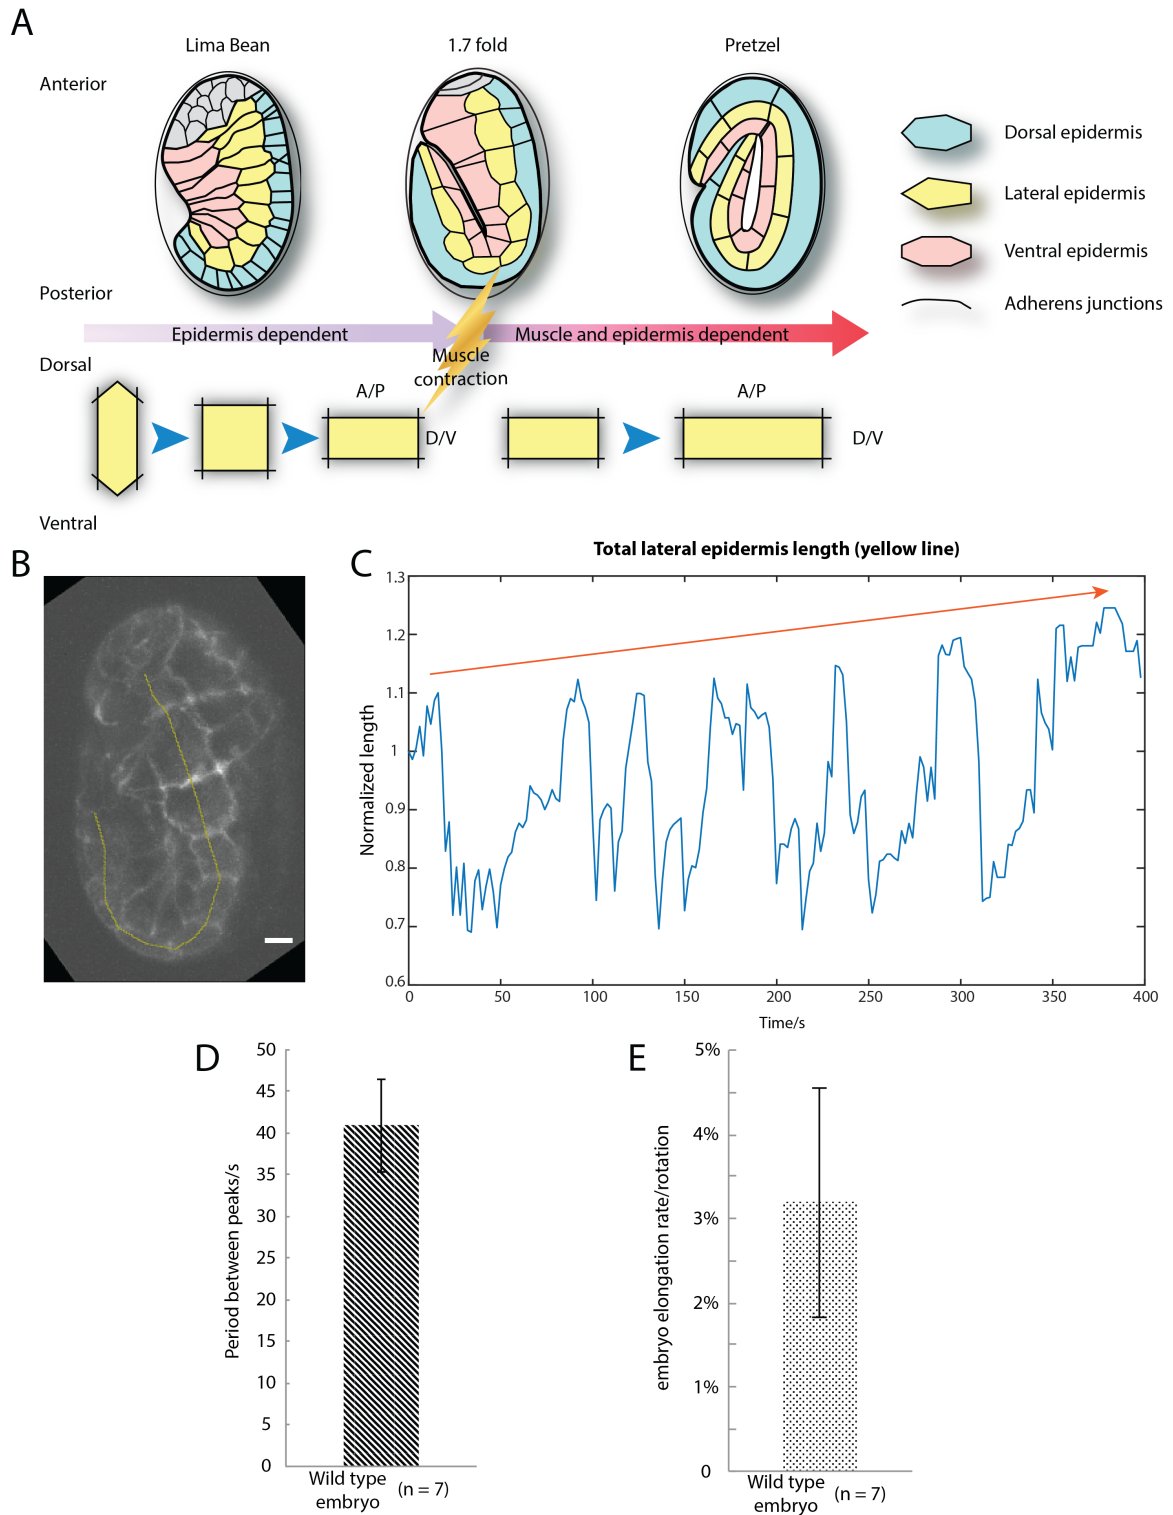 A
Lima Bean
1.7 fold
Pretzel
Anterior
Dorsal epidermis
Lateral epidermis
Ventral epidermis
Posterior
Adherens junctions
Epidermis dependent
Muscle and epidermis dependent
Muscle
contraction
Dorsal
A/P
A/P
D/V
D/V
Ventral
B
C
Total lateral epidermis length (yellow line)
Normalized length
1.3
1.2
1.1
1
0.9
0.8
0.7
0.6
0 50 100 150 200 250 300 350 400
Time/s
D
Period between peaks/s
50
45
40
35
30
25
20
15
10
5
0
Wild type
embryo
(n = 7)
E
embryo elongation rate/rotation
5%
4%
3%
2%
1%
0
Wild type
embryo
(n = 7)